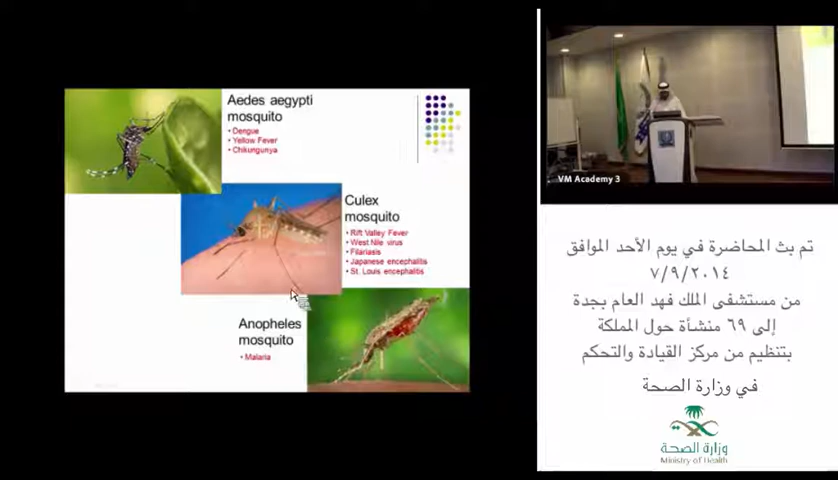 Aedes aegypti
mosquito
• Dengue
• Yellow Fever
• Chikungunya
Culex
mosquito
• Rift Valley Fever
• West Nile virus
• Filariasis
• Japanese encephalitis
• St. Louis encephalitis
Anopheles
mosquito
• Malaria
VM Academy 3
تم بث المحاضرة في يوم الأحد الموافق
٧/٩/٢٠١٤
من مستشفى الملك فهد العام بجدة
إلى ٦٩ منشأة حول المملكة
بتنظيم من مركز القيادة والتحكم
في وزارة الصحة
وزارة الصحة
Ministry of Health